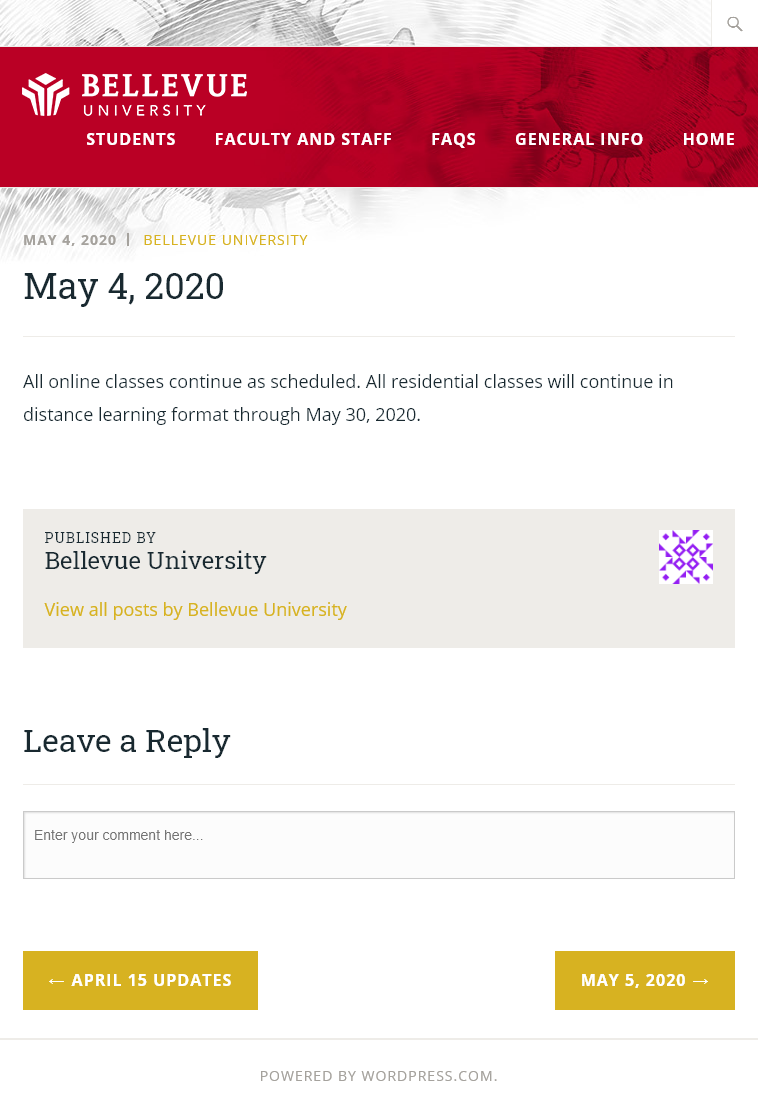 BELLEVUE
UNIVERSITY
STUDENTS FACULTY AND STAFF FAQS GENERAL INFO HOME
MAY 4, 2020 | BELLEVUE UNIVERSITY
May 4, 2020
All online classes continue as scheduled. All residential classes will continue in
distance learning format through May 30, 2020.
PUBLISHED BY
Bellevue University
View all posts by Bellevue University
Leave a Reply
Enter your comment here...
← APRIL 15 UPDATES MAY 5, 2020 →
POWERED BY WORDPRESS.COM.